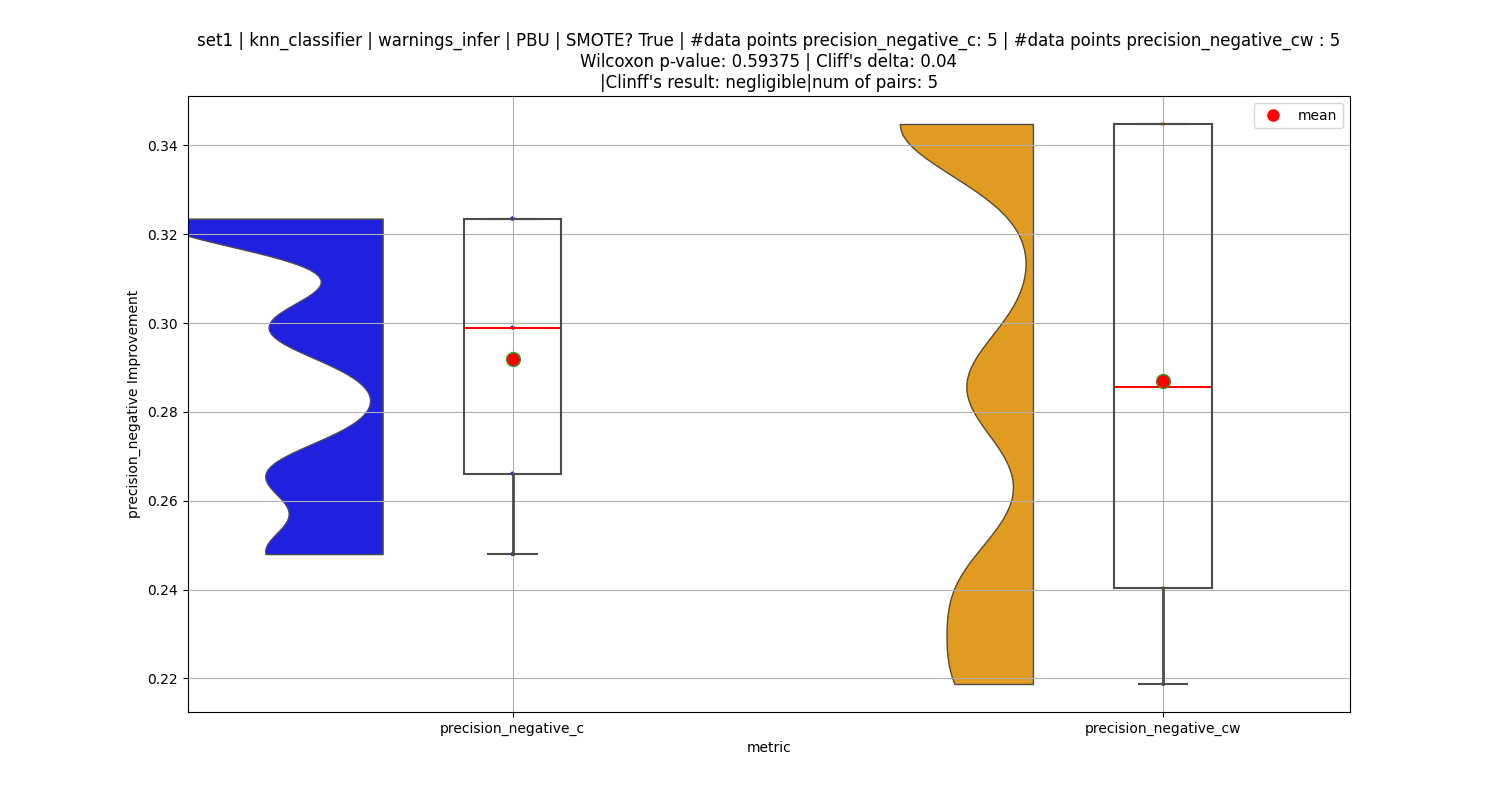 set1 | knn_classifier | warnings_infer | PBU | SMOTE? True | #data points precision_negative_c: 5 | #data points precision_negative_cw : 5
Wilcoxon p-value: 0.59375 | Cliff's delta: 0.04
|Clinff's result: negligible|num of pairs: 5
mean
0.34
0.32
0.30
0.28
0.26
0.24
0.22
precision_negative Improvement
precision_negative_c
precision_negative_cw
metric